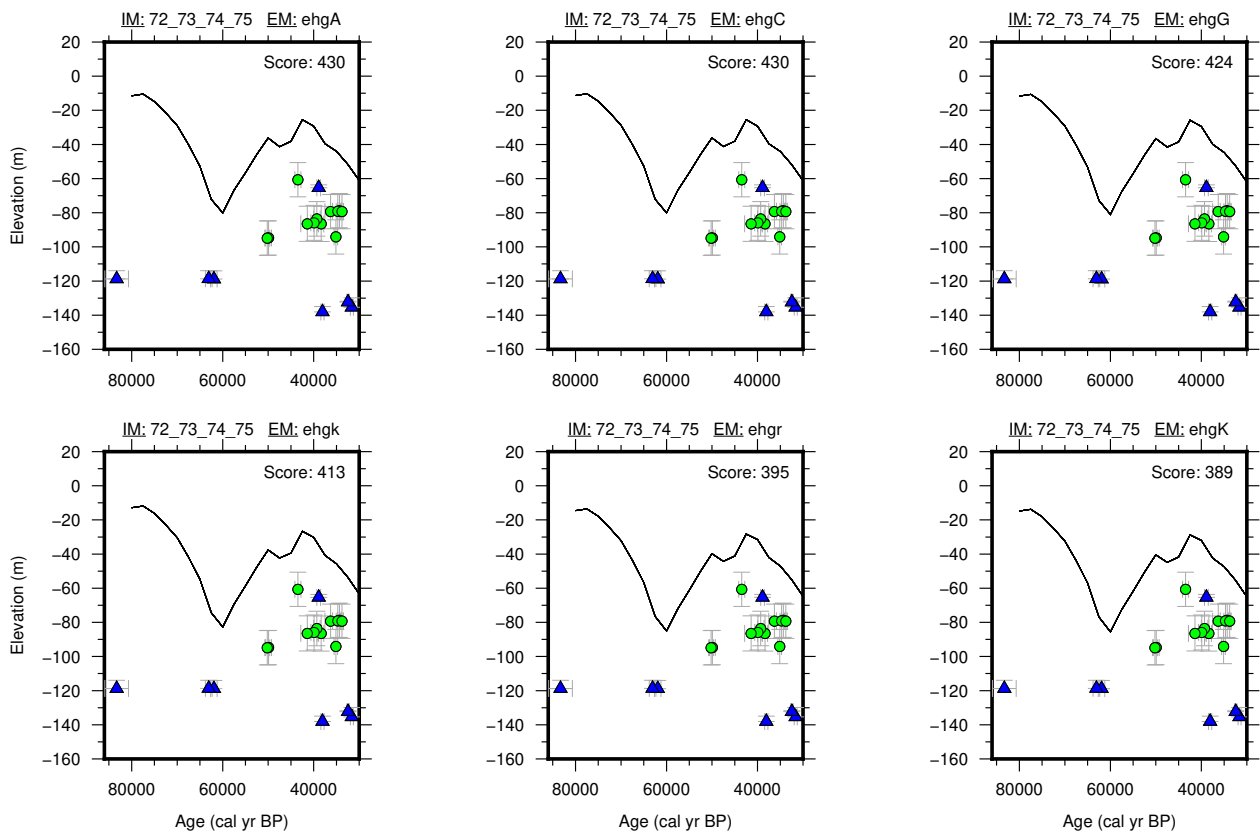 IM: 72_73_74_75 EM: ehgA
IM: 72_73_74_75 EM: ehgC
IM: 72_73_74_75 EM: ehgG
20
0
−20
−40
−60
−80
−100
−120
−140
−160
Elevation (m)
Score: 430
80000 60000 40000
20
0
−20
−40
−60
−80
−100
−120
−140
−160
Score: 430
80000 60000 40000
20
0
−20
−40
−60
−80
−100
−120
−140
−160
Score: 424
80000 60000 40000
IM: 72_73_74_75 EM: ehgk
IM: 72_73_74_75 EM: ehgr
IM: 72_73_74_75 EM: ehgK
20
0
−20
−40
−60
−80
−100
−120
−140
−160
Elevation (m)
Score: 413
80000 60000 40000
Age (cal yr BP)
20
0
−20
−40
−60
−80
−100
−120
−140
−160
Score: 395
80000 60000 40000
Age (cal yr BP)
20
0
−20
−40
−60
−80
−100
−120
−140
−160
Score: 389
80000 60000 40000
Age (cal yr BP)